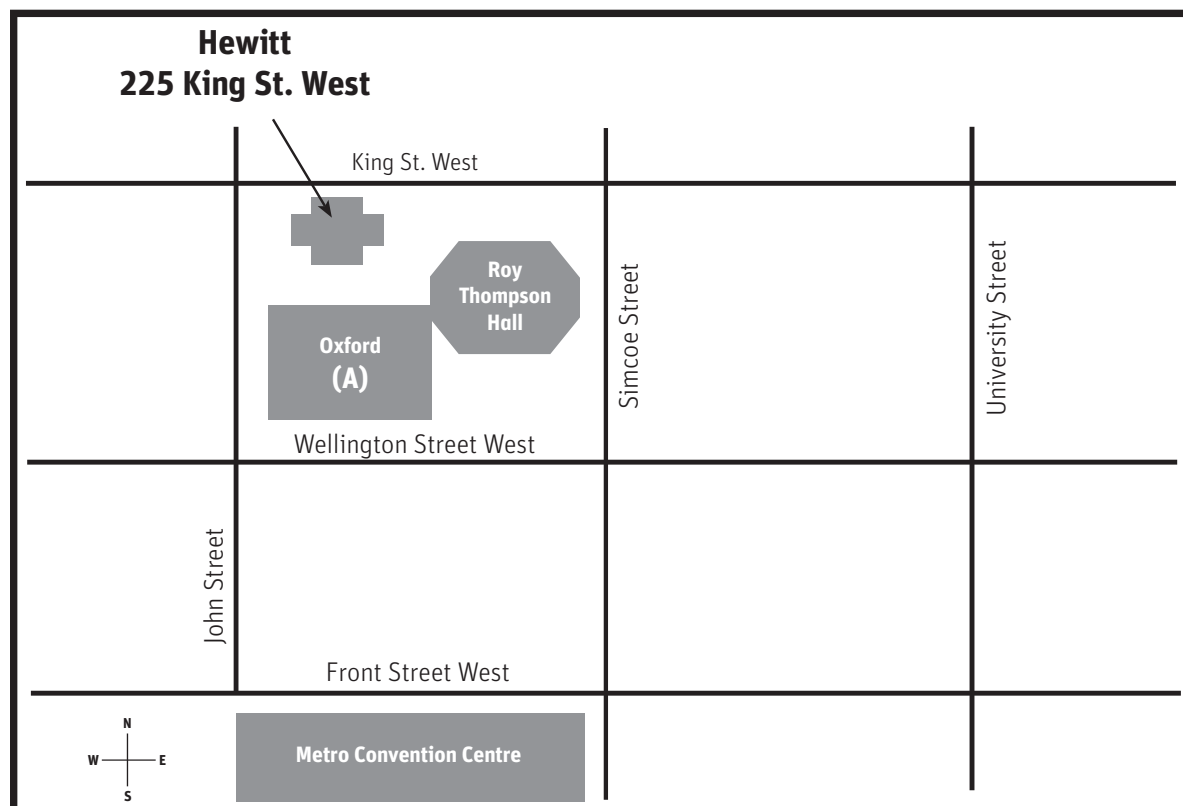 Hewitt
225 King St. West
King St. West
Roy
Thompson
Hall
Oxford
(A)
Simcoe Street
University Street
Wellington Street West
John Street
Front Street West
N
W
E
S
Metro Convention Centre